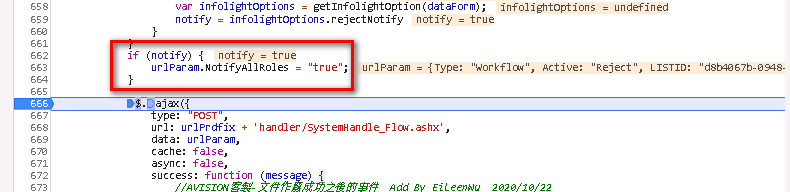 658 var infolightOptions = getInfolightOption(dataForm); infolightOptions = undefined
659 notify = infolightOptions.rejectNotify notify = true
660 }
661 }
662 if (notify) { notify = true
663 urlParam.NotifyAllRoles = "true"; urlParam = {Type: "Workflow", Active: "Reject", LISTID: "d8b4067b-0948-
664 }
665
666 $.ajax({
667 type: "POST",
668 url: urlPrdfix + 'handler/SystemHandle_Flow.ashx',
669 data: urlParam,
670 cache: false,
671 async: false,
672 success: function (message) {
673 //AVISION客製-文件作廢成功之後的事件 Add By EiLeenWu 2020/10/22